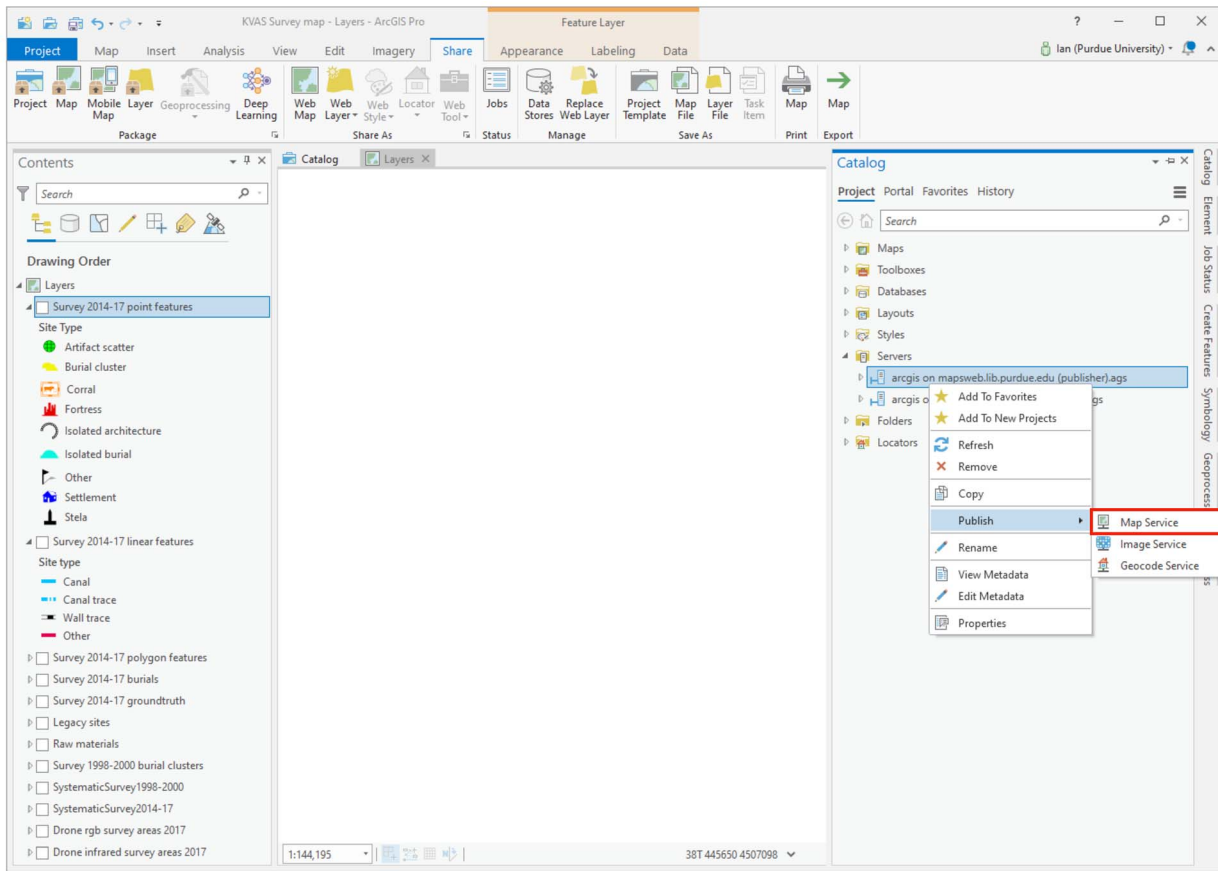 KVAS Survey map - Layers - ArcGIS Pro
Feature Layer
?
Project Map Insert Analysis View Edit Imagery Share Appearance Labeling Data
Ian (Purdue University)
Project Map Mobile Map Layer Geoprocessing Deep Learning
Package
Web Map Web Layer Web Style Locator Web Tool
Share As
Jobs
Status
Data Stores Replace Web Layer
Manage
Project Template Map File Layer File Task Item
Save As
Map
Print
Map
Export
Contents
Search
Drawing Order
Layers
Survey 2014-17 point features
Site Type
Artifact scatter
Burial cluster
Corral
Fortress
Isolated architecture
Isolated burial
Other
Settlement
Stela
Survey 2014-17 linear features
Site type
Canal
Canal trace
Wall trace
Other
Survey 2014-17 polygon features
Survey 2014-17 burials
Survey 2014-17 groundtruth
Legacy sites
Raw materials
Survey 1998-2000 burial clusters
SystematicSurvey1998-2000
SystematicSurvey2014-17
Drone rgb survey areas 2017
Drone infrared survey areas 2017
Catalog Layers
1:144,195
38T 445650 4507098
Catalog
Project Portal Favorites History
Search
Maps
Toolboxes
Databases
Layouts
Styles
Servers
arcgis on mapsweb.lib.purdue.edu (publisher).ags
arcgis o
gs
Folders
Locators
Add To Favorites
Add To New Projects
Refresh
Remove
Copy
Publish
Rename
View Metadata
Edit Metadata
Properties
Map Service
Image Service
Geocode Service
Catalog
Element
Job Status
Create Features
Symbology
Geoprocess
ss